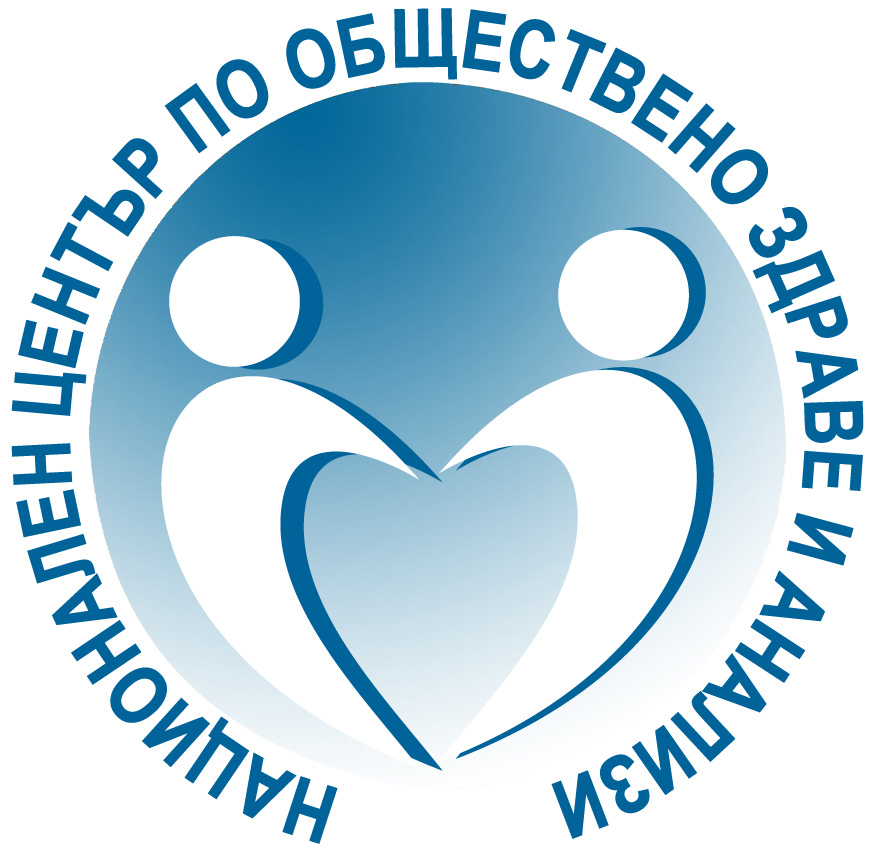 НАЦИОНАЛЕН ЦЕНТЪР ПО ОБЩЕСТВЕНО ЗДРАВЕ И АНАЛИЗИ